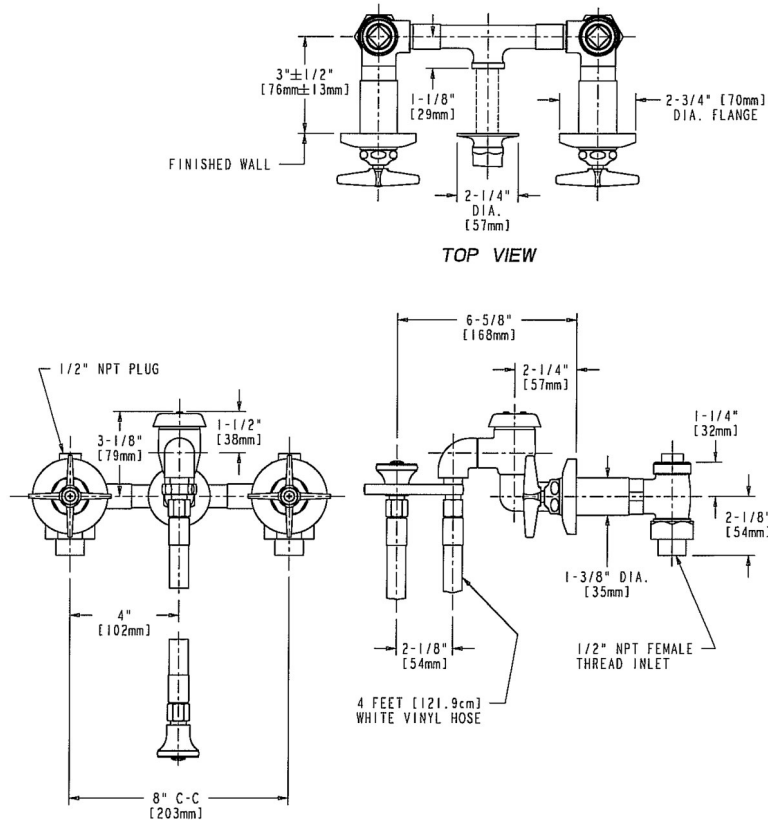 3"±1/2"
[76mm±13mm]
1-1/8"
[29mm]
2-3/4" [70mm]
DIA. FLANGE
FINISHED WALL
2-1/4"
DIA.
[57mm]
TOP VIEW
1/2" NPT PLUG
3-1/8"
[79mm]
1-1/2"
[38mm]
4"
[102mm]
8" C-C
[203mm]
6-5/8"
[168mm]
2-1/4"
[57mm]
1-1/4"
[32mm]
2-1/8"
[54mm]
1-3/8" DIA.
[35mm]
2-1/8"
[54mm]
1/2" NPT FEMALE
THREAD INLET
4 FEET [121.9cm]
WHITE VINYL HOSE